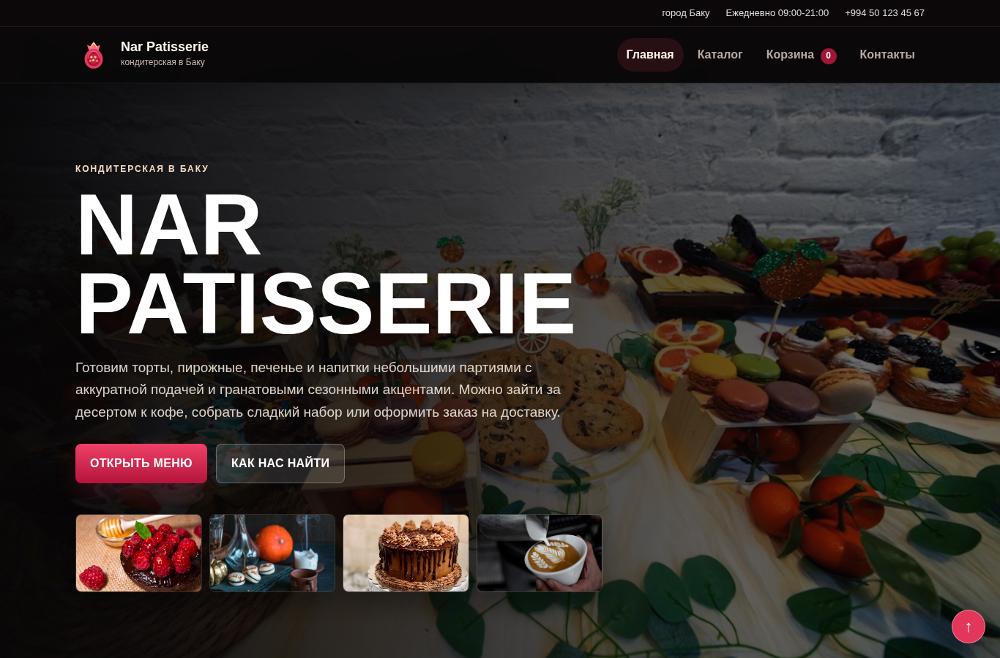 город Баку Ежедневно 09:00-21:00 +994 50 123 45 67
Nar Patisserie
кондитерская в Баку
Главная Каталог Корзина 0 Контакты
КОНДИТЕРСКАЯ В БАКУ
NAR
PATISSERIE
Готовим торты, пирожные, печенье и напитки небольшими партиями с
аккуратной подачей и гранатовыми сезонными акцентами. Можно зайти за
десертом к кофе, собрать сладкий набор или оформить заказ на доставку.
ОТКРЫТЬ МЕНЮ КАК НАС НАЙТИ
↑